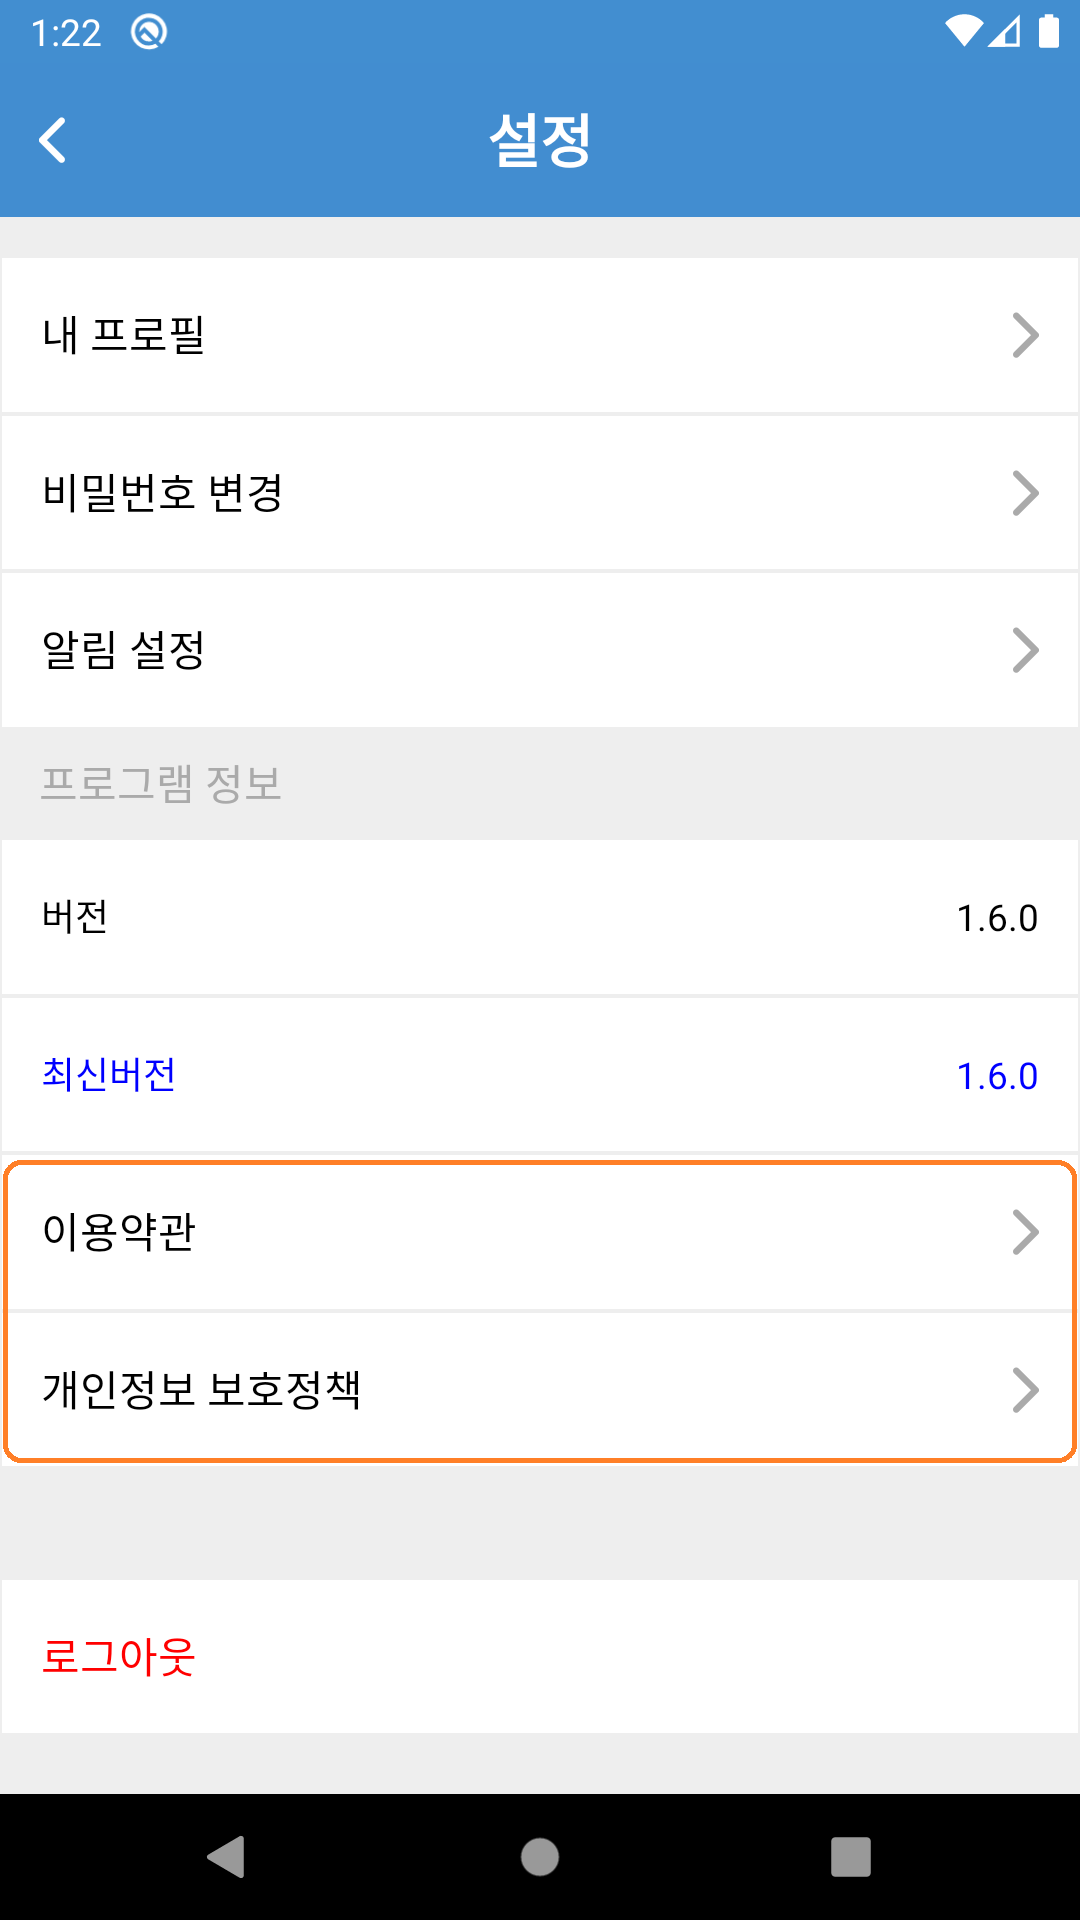 1:22
설정
내 프로필
비밀번호 변경
알림 설정
프로그램 정보
버전 1.6.0
최신버전 1.6.0
이용약관
개인정보 보호정책
로그아웃